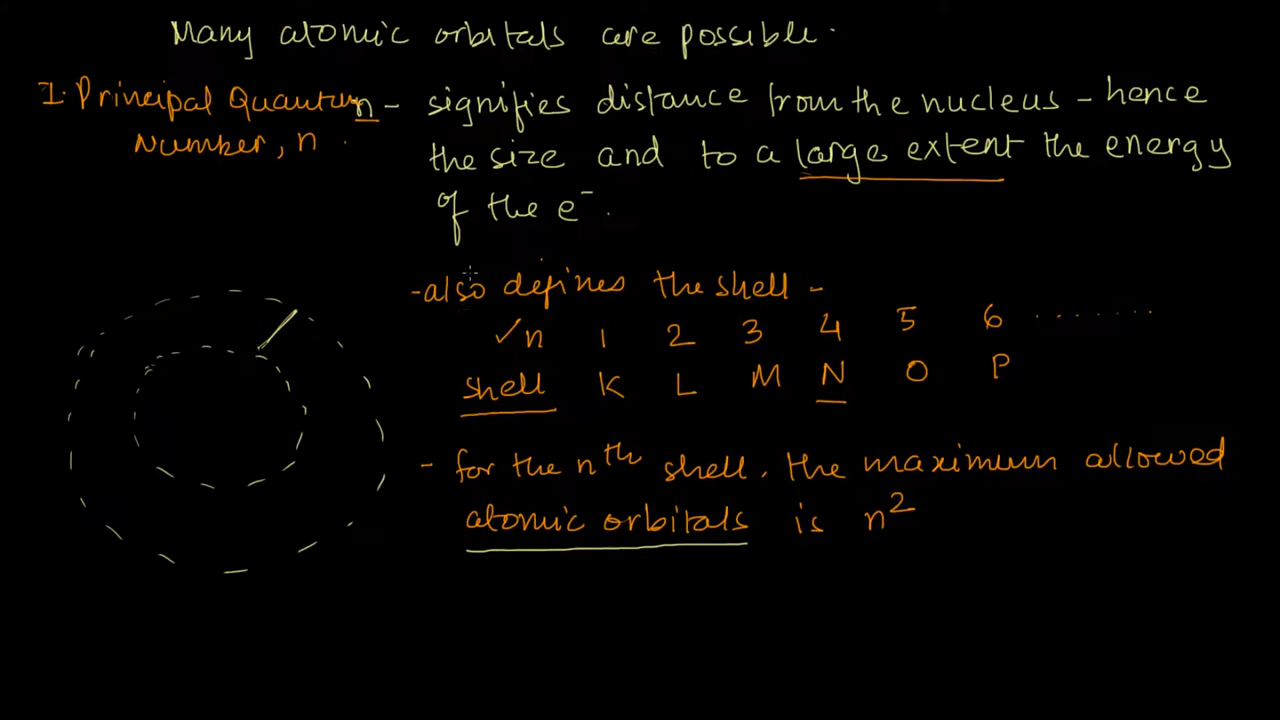 Many atomic orbitals are possible.
I. Principal Quantum n - signifies distance from the nucleus - hence
Number, n . the size and to a large extent the energy
of the e⁻.
- also defines the shell -
✓ n 1 2 3 4 5 6 .......
shell K L M N O P
- for the nᵗʰ shell. the maximum allowed
atomic orbitals is n²